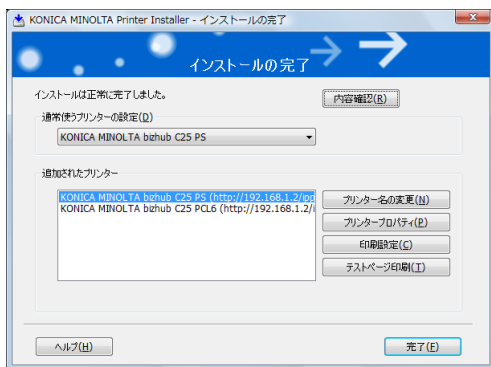 KONICA MINOLTA Printer Installer - インストールの完了
インストールの完了
インストールは正常に完了しました。
内容確認(R)
通常使うプリンターの設定(D)
KONICA MINOLTA bizhub C25 PS
追加されたプリンター
KONICA MINOLTA bizhub C25 PS (http://192.168.1.2/ipp
KONICA MINOLTA bizhub C25 PCL6 (http://192.168.1.2/i
プリンター名の変更(N)
プリンタープロパティ(P)
印刷設定(C)
テストページ印刷(T)
ヘルプ(H)
完了(F)